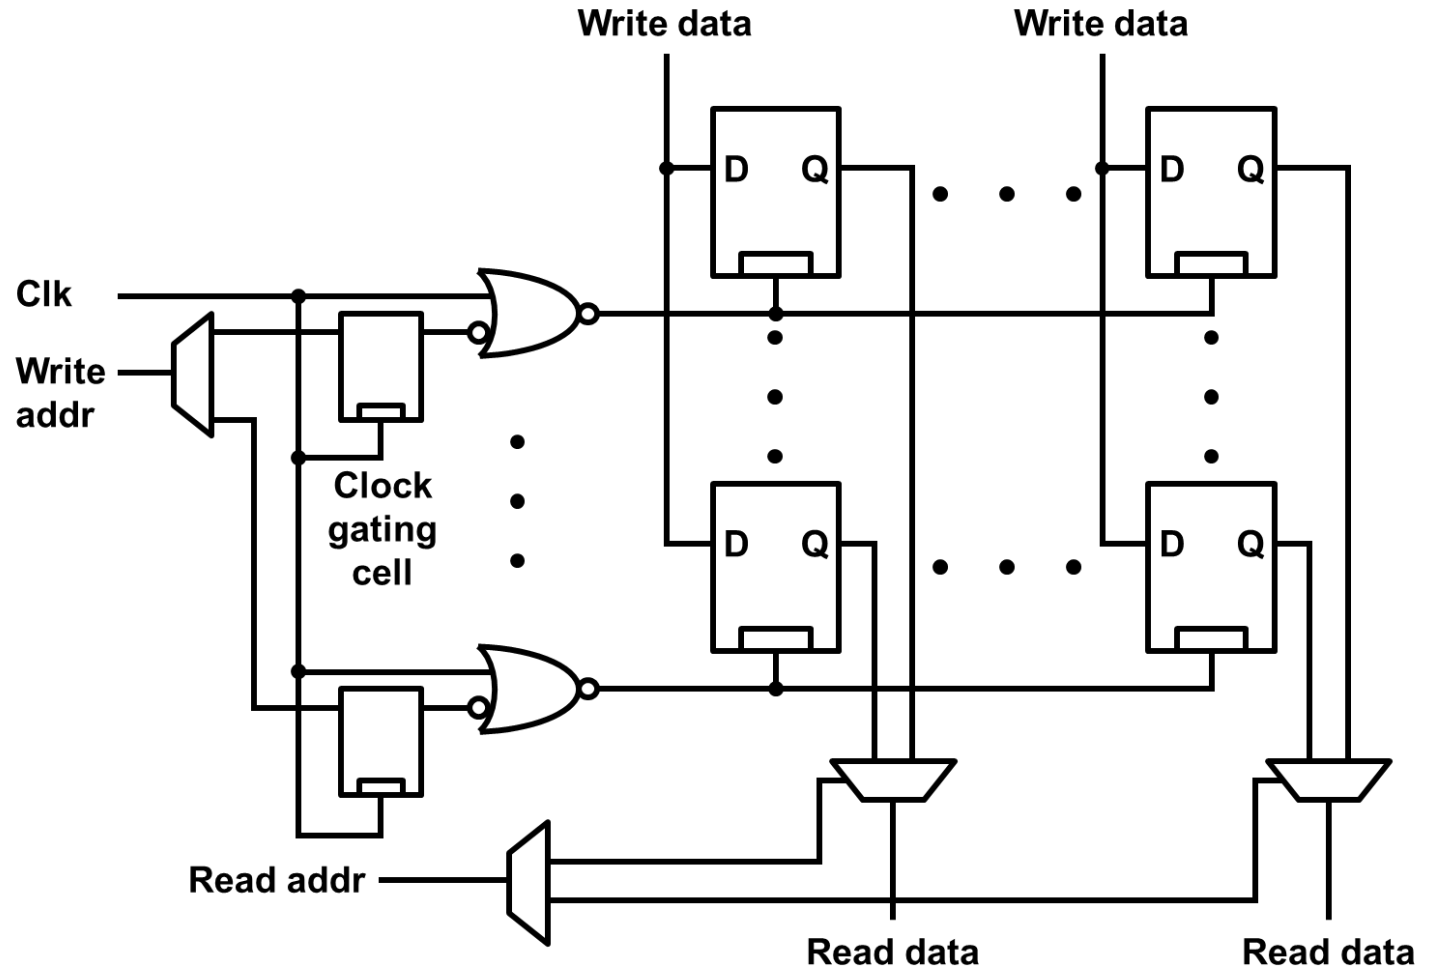 Write data
Write data
D
Q
D
Q
Clk
Write
addr
Clock
gating
cell
D
Q
D
Q
Read addr
Read data
Read data